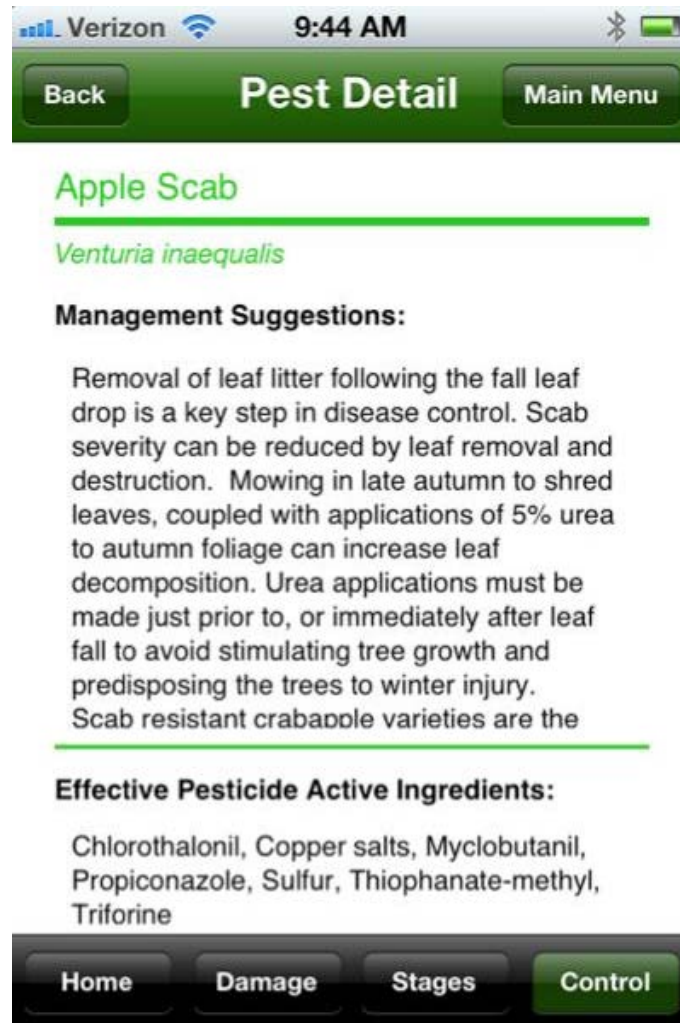 Verizon 9:44 AM
Back Pest Detail Main Menu
Apple Scab
Venturia inaequalis
Management Suggestions:
Removal of leaf litter following the fall leaf
drop is a key step in disease control. Scab
severity can be reduced by leaf removal and
destruction.  Mowing in late autumn to shred
leaves, coupled with applications of 5% urea
to autumn foliage can increase leaf
decomposition. Urea applications must be
made just prior to, or immediately after leaf
fall to avoid stimulating tree growth and
predisposing the trees to winter injury.
Scab resistant crabapple varieties are the
Effective Pesticide Active Ingredients:
Chlorothalonil, Copper salts, Myclobutanil,
Propiconazole, Sulfur, Thiophanate-methyl,
Triforine
Home Damage Stages Control